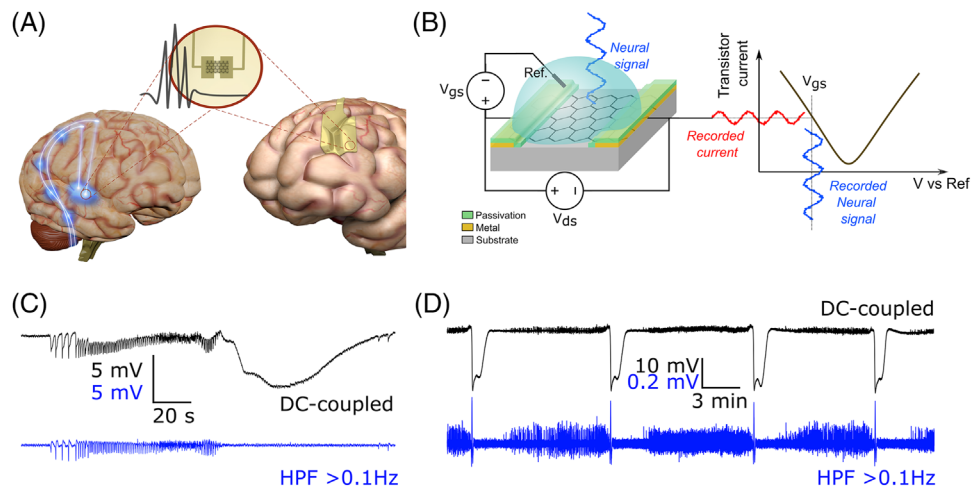 (A)
(B)
Neural
signal
Ref.
Vgs
Vds
Passivation
Metal
Substrate
Recorded
current
Transistor
current
Vgs
V vs Ref
Recorded
Neural
signal
(C)
5 mV
5 mV
20 s
DC-coupled
HPF >0.1Hz
(D)
DC-coupled
10 mV
0.2 mV
3 min
HPF >0.1Hz